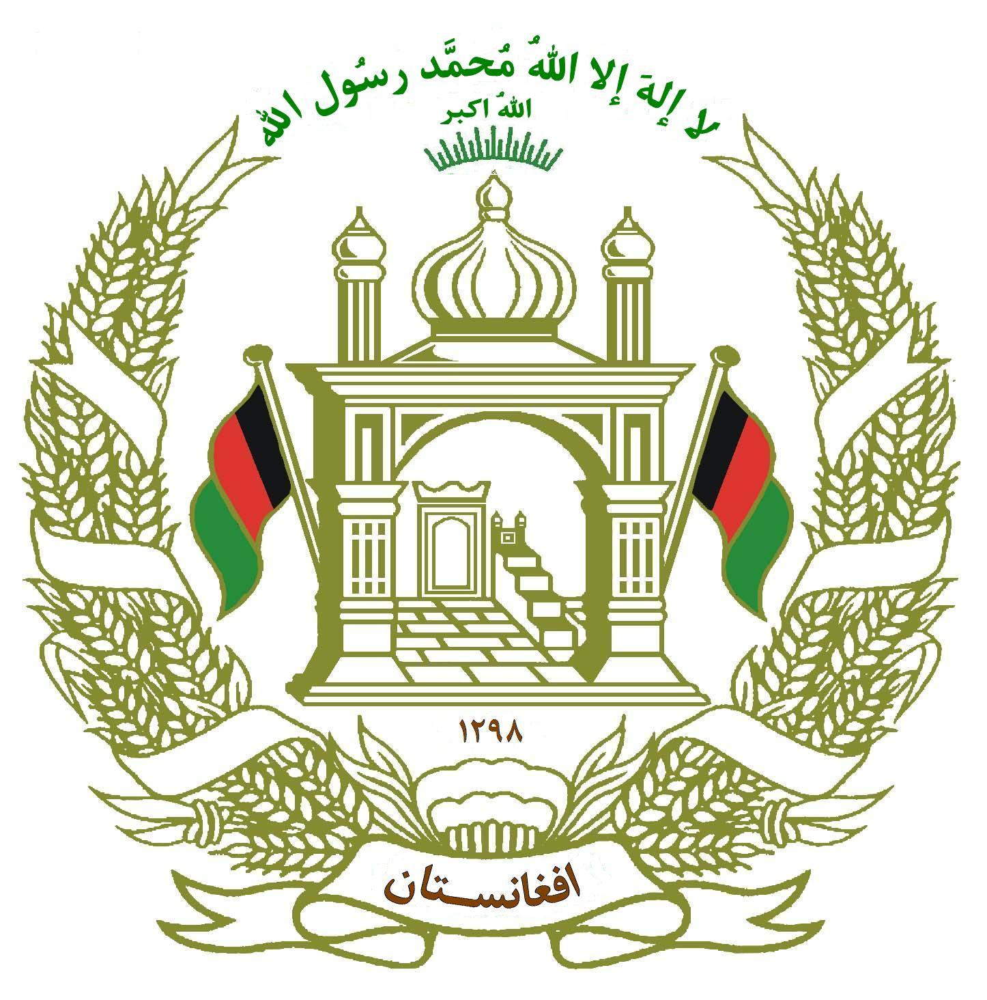 لا إلهَ إلا اللهُ مُحمَّد رسُول الله
اللهُ اکبر
١٢٩٨
افغانستان